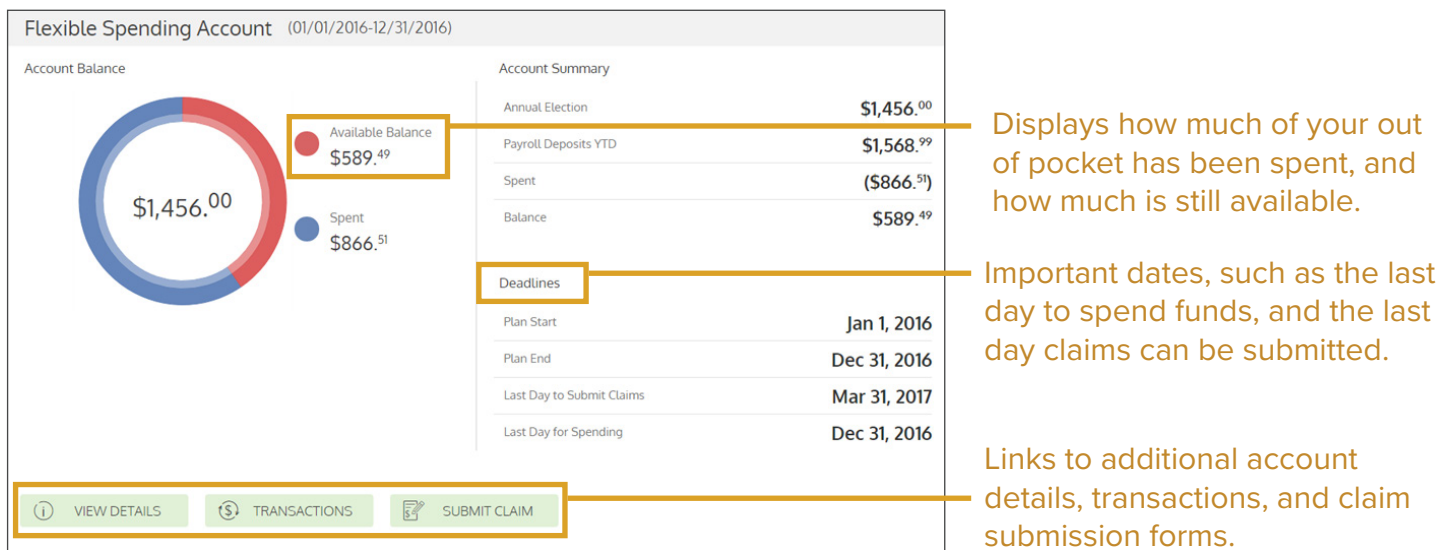 Flexible Spending Account (01/01/2016-12/31/2016)
Account Balance
$1,456.00
Available Balance
$589.49
Spent
$866.51
Account Summary
Annual Election $1,456.00
Payroll Deposits YTD $1,568.99
Spent ($866.51)
Balance $589.49
Deadlines
Plan Start Jan 1, 2016
Plan End Dec 31, 2016
Last Day to Submit Claims Mar 31, 2017
Last Day for Spending Dec 31, 2016
VIEW DETAILS TRANSACTIONS SUBMIT CLAIM
Displays how much of your out
of pocket has been spent, and
how much is still available.
Important dates, such as the last
day to spend funds, and the last
day claims can be submitted.
Links to additional account
details, transactions, and claim
submission forms.